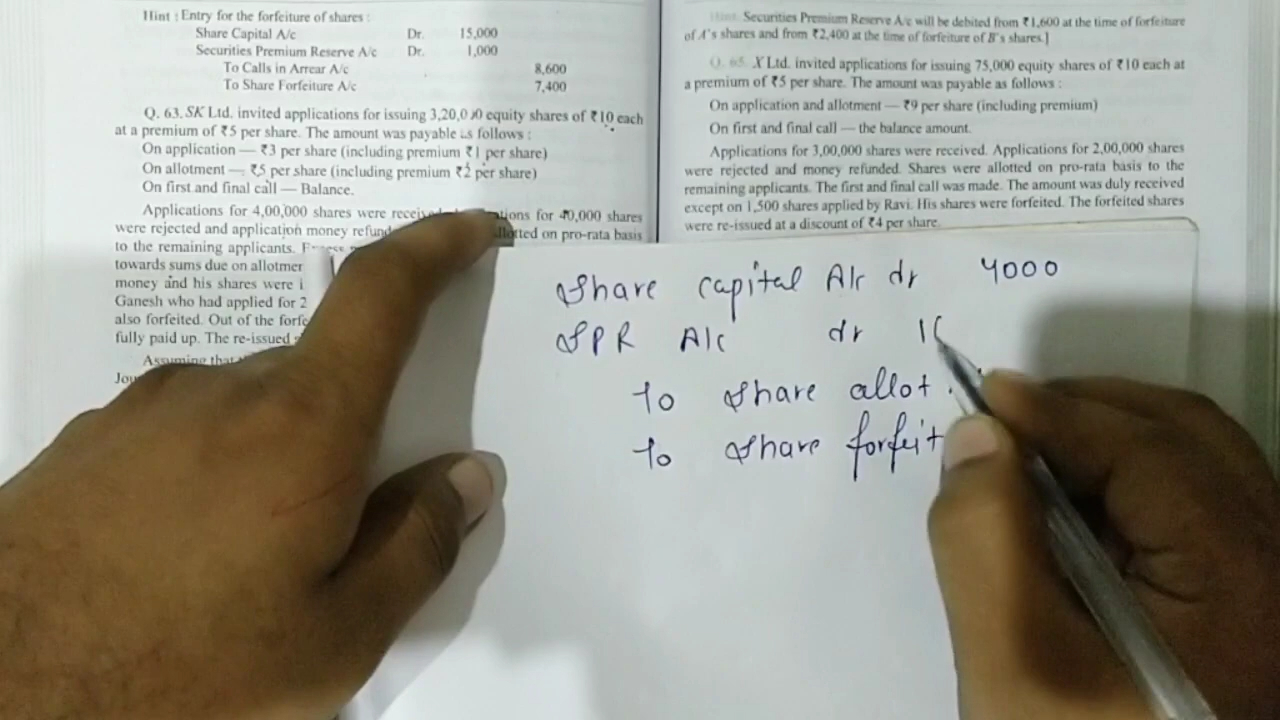 Hint : Entry for the forfeiture of shares :
Share Capital A/c Dr. 15,000
Securities Premium Reserve A/c Dr. 1,000
To Calls in Arrear A/c 8,600
To Share Forfeiture A/c 7,400
Q. 63. SK Ltd. invited applications for issuing equity shares of ₹10 each
at a premium of ₹5 per share. The amount was payable as follows :
On application — ₹3 per share (including premium ₹1 per share)
On allotment — ₹5 per share (including premium ₹2 per share)
On first and final call — Balance.
Applications for 4,00,000 shares were for 40,000 shares
were rejected and application money on pro-rata basis
to the remaining applicants.
towards sums due on
money and his shares were
Ganesh who had applied for
also forfeited. Out of the
fully paid up. The re-issued
Assuming
Securities Premium Reserve A/c will be debited from ₹1,600 at the time of forfeiture
of A's shares and from ₹2,400 at the time of forfeiture of B's shares.]
Q. 65. X Ltd. invited applications for issuing 75,000 equity shares of ₹10 each at
a premium of ₹5 per share. The amount was payable as follows :
On application and allotment — ₹9 per share (including premium)
On first and final call — the balance amount.
Applications for 3,00,000 shares were received. Applications for 2,00,000 shares
were rejected and money refunded. Shares were allotted on pro-rata basis to the
remaining applicants. The first and final call was made. The amount was duly received
except on 1,500 shares applied by Ravi. His shares were forfeited. The forfeited shares
were re-issued at a discount of ₹4 per share.
Share capital A/c dr 4000
SPR A/c dr
To Share allot
To Share forfeit